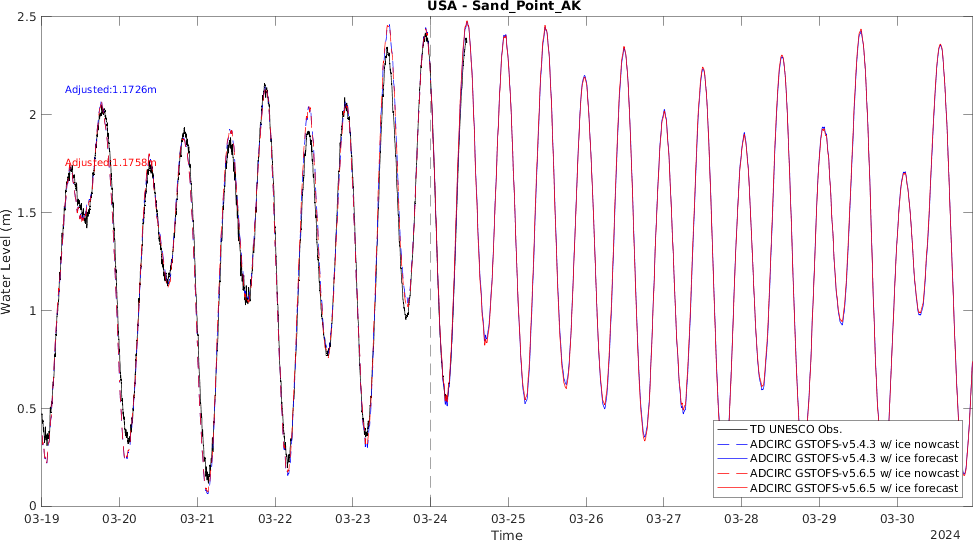 USA - Sand_Point_AK
2.5
2
1.5
1
0.5
0
Water Level (m)
Adjusted:1.1726m
Adjusted:1.1758m
TD UNESCO Obs.
ADCIRC GSTOFS-v5.4.3 w/ ice nowcast
ADCIRC GSTOFS-v5.4.3 w/ ice forecast
ADCIRC GSTOFS-v5.6.5 w/ ice nowcast
ADCIRC GSTOFS-v5.6.5 w/ ice forecast
03-19 03-20 03-21 03-22 03-23 03-24 03-25 03-26 03-27 03-28 03-29 03-30
Time
2024